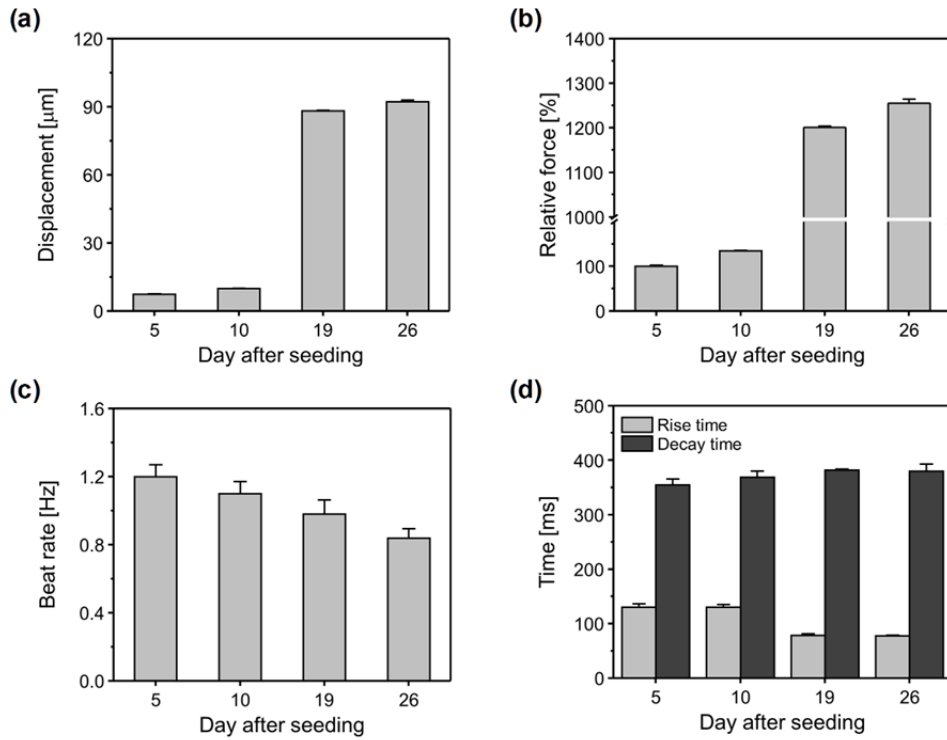 (a)
Displacement [μm]
120
90
60
30
0
5 10 19 26
Day after seeding
(b)
Relative force [%]
1400
1300
1200
1100
1000
100
0
5 10 19 26
Day after seeding
(c)
Beat rate [Hz]
1.6
1.2
0.8
0.4
0.0
5 10 19 26
Day after seeding
(d)
Time [ms]
500
400
300
200
100
0
Rise time
Decay time
5 10 19 26
Day after seeding